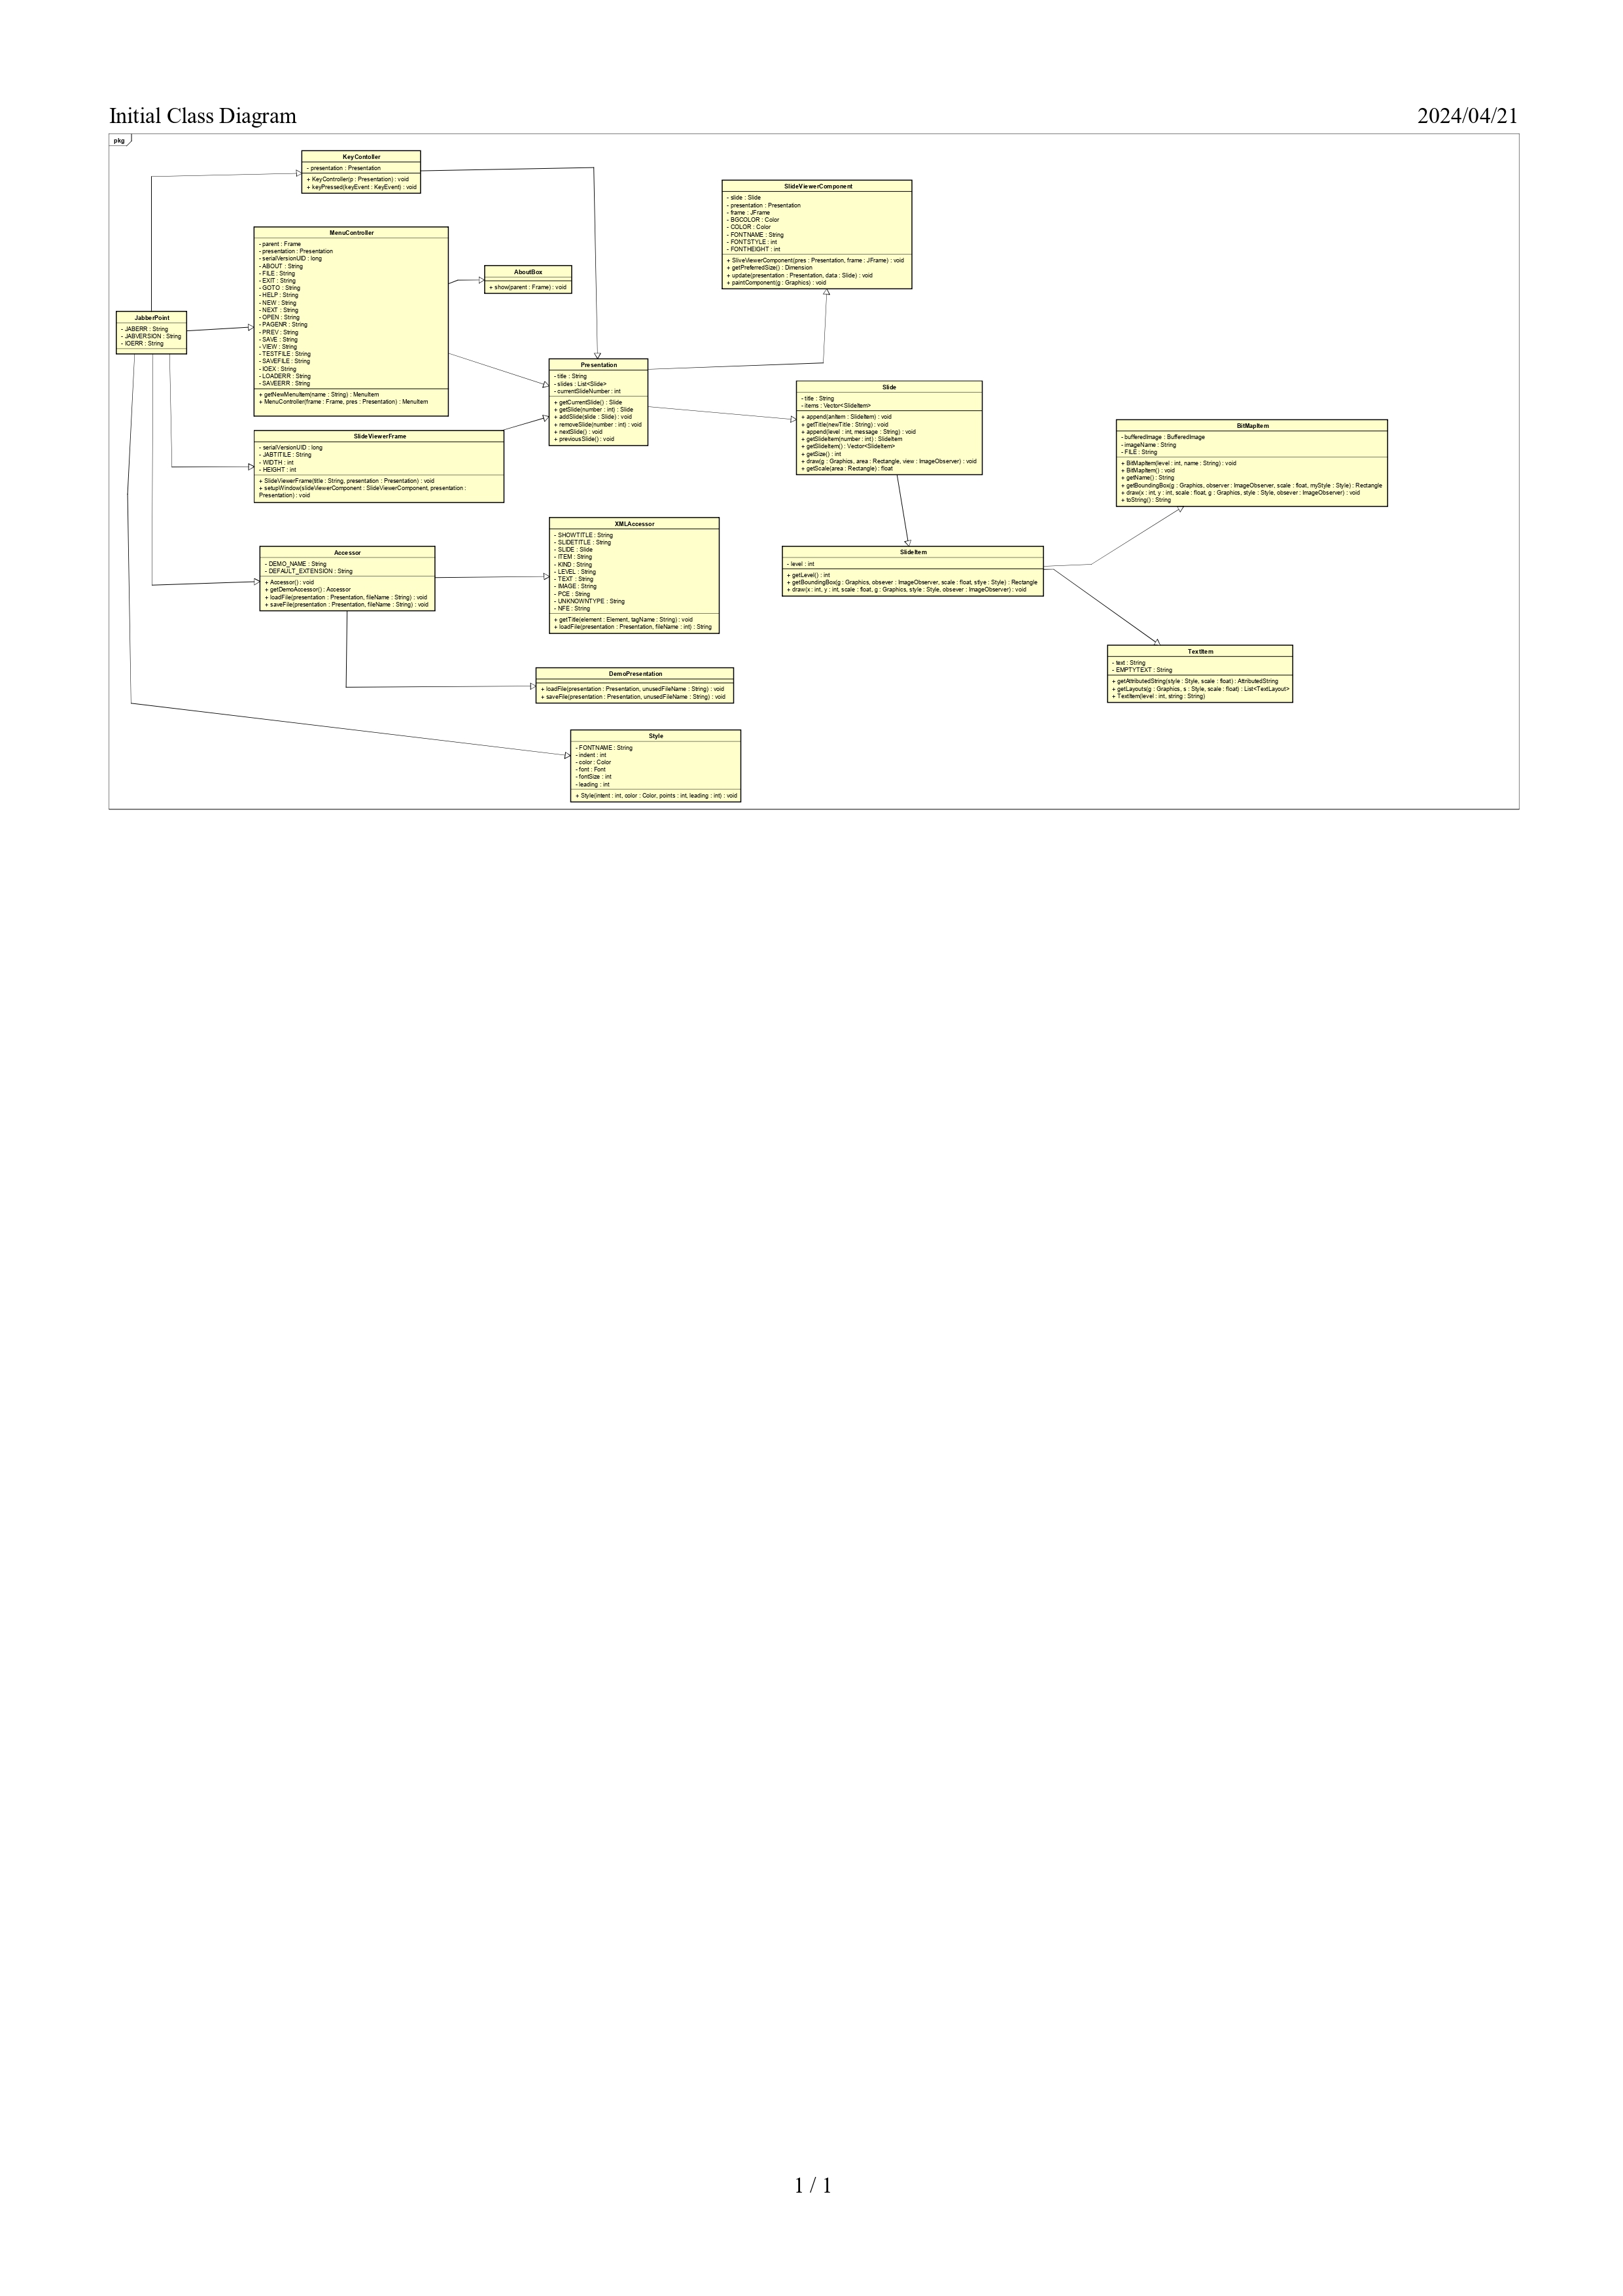 Initial Class Diagram
2024/04/21
pkg
KeyContoller
- presentation : Presentation
+ KeyController(p : Presentation) : void
+ keyPressed(keyEvent : KeyEvent) : void
SlideViewerComponent
- slide : Slide
- presentation : Presentation
- frame : JFrame
- BGCOLOR : Color
- COLOR : Color
- FONTNAME : String
- FONTSTYLE : int
- FONTHEIGHT : int
+ SliveViewerComponent(pres : Presentation, frame : JFrame) : void
+ getPreferredSize() : Dimension
+ update(presentation : Presentation, data : Slide) : void
+ paintComponent(g : Graphics) : void
MenuController
- parent : Frame
- presentation : Presentation
- serialVersionUID : long
- ABOUT : String
- FILE : String
- EXIT : String
- GOTO : String
- HELP : String
- NEW : String
- NEXT : String
- OPEN : String
- PAGENR : String
- PREV : String
- SAVE : String
- VIEW : String
- TESTFILE : String
- SAVEFILE : String
- IOEX : String
- LOADERR : String
- SAVEERR : String
+ getNewMenuItem(name : String) : MenuItem
+ MenuController(frame : Frame, pres : Presentation) : MenuItem
AboutBox
+ show(parent : Frame) : void
JabberPoint
- JABERR : String
- JABVERSION : String
- IOERR : String
Presentation
- title : String
- slides : List<Slide>
- currentSlideNumber : int
+ getCurrentSlide() : Slide
+ getSlide(number : int) : Slide
+ addSlide(slide : Slide) : void
+ removeSlide(number : int) : void
+ nextSlide() : void
+ previousSlide() : void
Slide
- title : String
- items : Vector<SlideItem>
+ append(anItem : SlideItem) : void
+ getTitle(newTitle : String) : void
+ append(level : int, message : String) : void
+ getSlideItem(number : int) : SlideItem
+ getSlideItem() : Vector<SlideItem>
+ getSize() : int
+ draw(g : Graphics, area : Rectangle, view : ImageObserver) : void
+ getScale(area : Rectangle) : float
BitMapItem
- bufferedImage : BufferedImage
- imageName : String
- FILE : String
+ BitMapItem(level : int, name : String) : void
+ BitMapItem() : void
+ getName() : String
+ getBoundingBox(g : Graphics, observer : ImageObserver, scale : float, myStyle : Style) : Rectangle
+ draw(x : int, y : int, scale : float, g : Graphics, style : Style, obsever : ImageObserver) : void
+ toString() : String
SlideViewerFrame
- serialVersionUID : long
- JABTITILE : String
- WIDTH : int
- HEIGHT : int
+ SlideViewerFrame(title : String, presentation : Presentation) : void
+ setupWindow(slideViewerComponent : SlideViewerComponent, presentation :
Presentation) : void
XMLAccessor
- SHOWTITLE : String
- SLIDETITLE : String
- SLIDE : Slide
- ITEM : String
- KIND : String
- LEVEL : String
- TEXT : String
- IMAGE : String
- PCE : String
- UNKNOWNTYPE : String
- NFE : String
+ getTitle(element : Element, tagName : String) : void
+ loadFile(presentation : Presentation, fileName : int) : String
Accessor
- DEMO_NAME : String
- DEFAULT_EXTENSION : String
+ Accessor() : void
+ getDemoAccessor() : Accessor
+ loadFile(presentation : Presentation, fileName : String) : void
+ saveFile(presentation : Presentation, fileName : String) : void
SlideItem
- level : int
+ getLevel() : int
+ getBoundingBox(g : Graphics, obsever : ImageObserver, scale : float, stlye : Style) : Rectangle
+ draw(x : int, y : int, scale : float, g : Graphics, style : Style, obsever : ImageObserver) : void
TextItem
- text : String
- EMPTYTEXT : String
+ getAttributedString(style : Style, scale : float) : AttributedString
+ getLayouts(g : Graphics, s : Style, scale : float) : List<TextLayout>
+ TextItem(level : int, string : String)
DemoPresentation
+ loadFile(presentation : Presentation, unusedFileName : String) : void
+ saveFile(presentation : Presentation, unusedFileName : String) : void
Style
- FONTNAME : String
- indent : int
- color : Color
- font : Font
- fontSize : int
- leading : int
+ Style(intent : int, color : Color, points : int, leading : int) : void
1 / 1